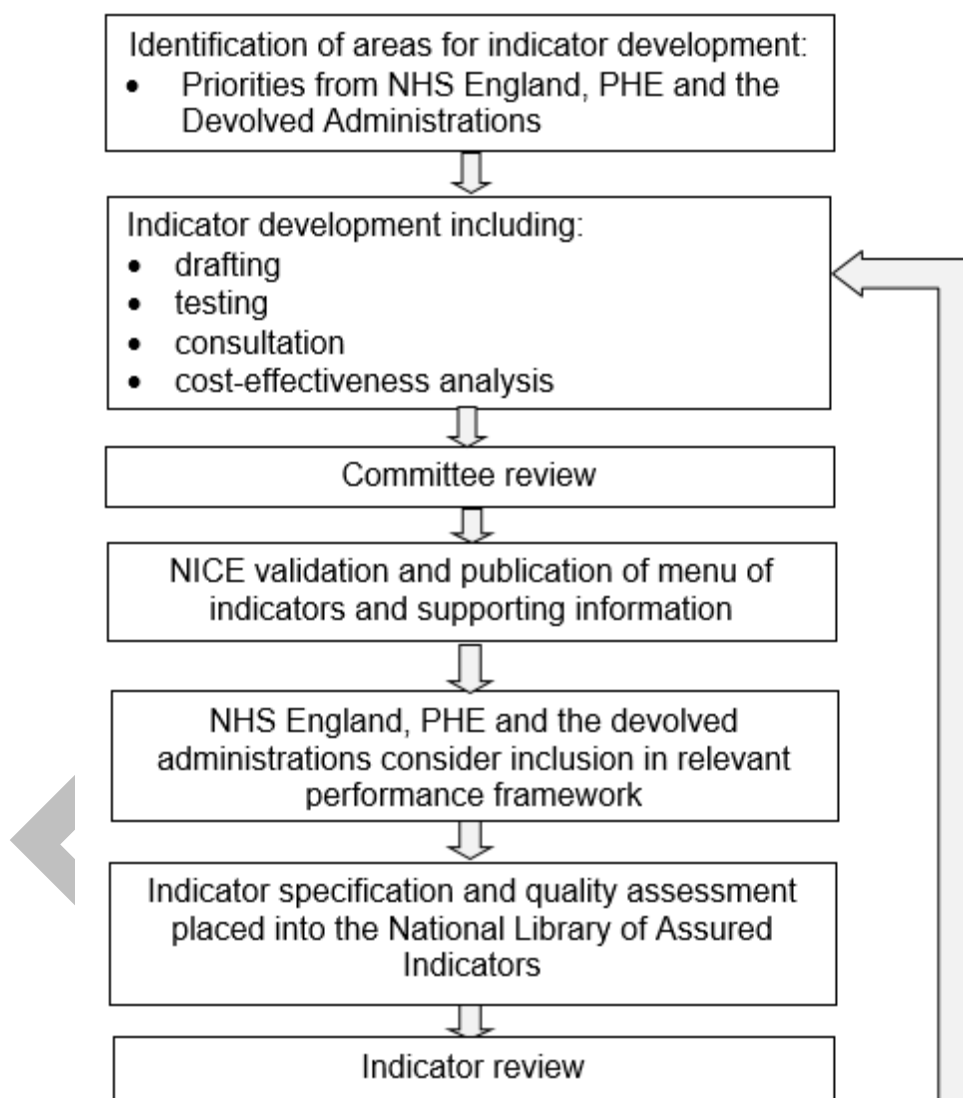 Identification of areas for indicator development:
• Priorities from NHS England, PHE and the
Devolved Administrations
Indicator development including:
• drafting
• testing
• consultation
• cost-effectiveness analysis
Committee review
NICE validation and publication of menu of
indicators and supporting information
NHS England, PHE and the devolved
administrations consider inclusion in relevant
performance framework
Indicator specification and quality assessment
placed into the National Library of Assured
Indicators
Indicator review